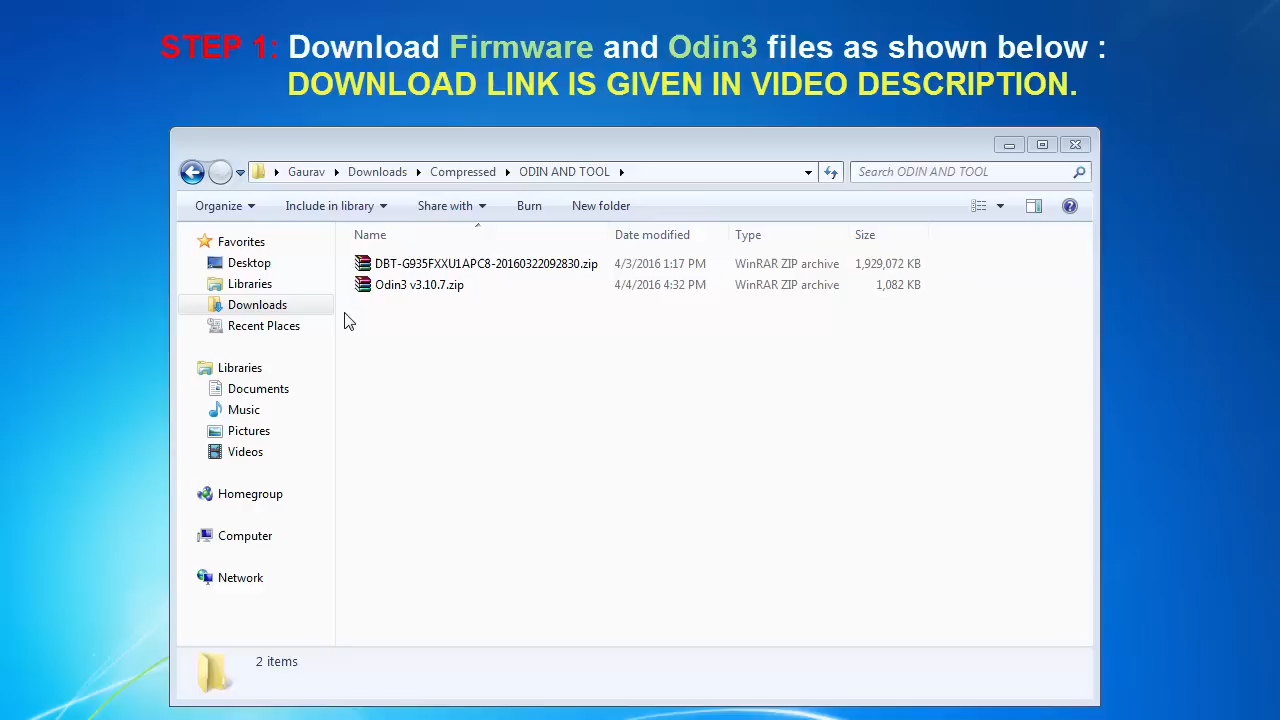 STEP 1: Download Firmware and Odin3 files as shown below :
DOWNLOAD LINK IS GIVEN IN VIDEO DESCRIPTION.
Gaurav Downloads Compressed ODIN AND TOOL
Search ODIN AND TOOL
Organize Include in library Share with Burn New folder
Name Date modified Type Size
Favorites
Desktop
Libraries
Downloads
Recent Places
Libraries
Documents
Music
Pictures
Videos
Homegroup
Computer
Network
DBT-G935FXXU1APC8-20160322092830.zip 4/3/2016 1:17 PM WinRAR ZIP archive 1,929,072 KB
Odin3 v3.10.7.zip 4/4/2016 4:32 PM WinRAR ZIP archive 1,082 KB
2 items